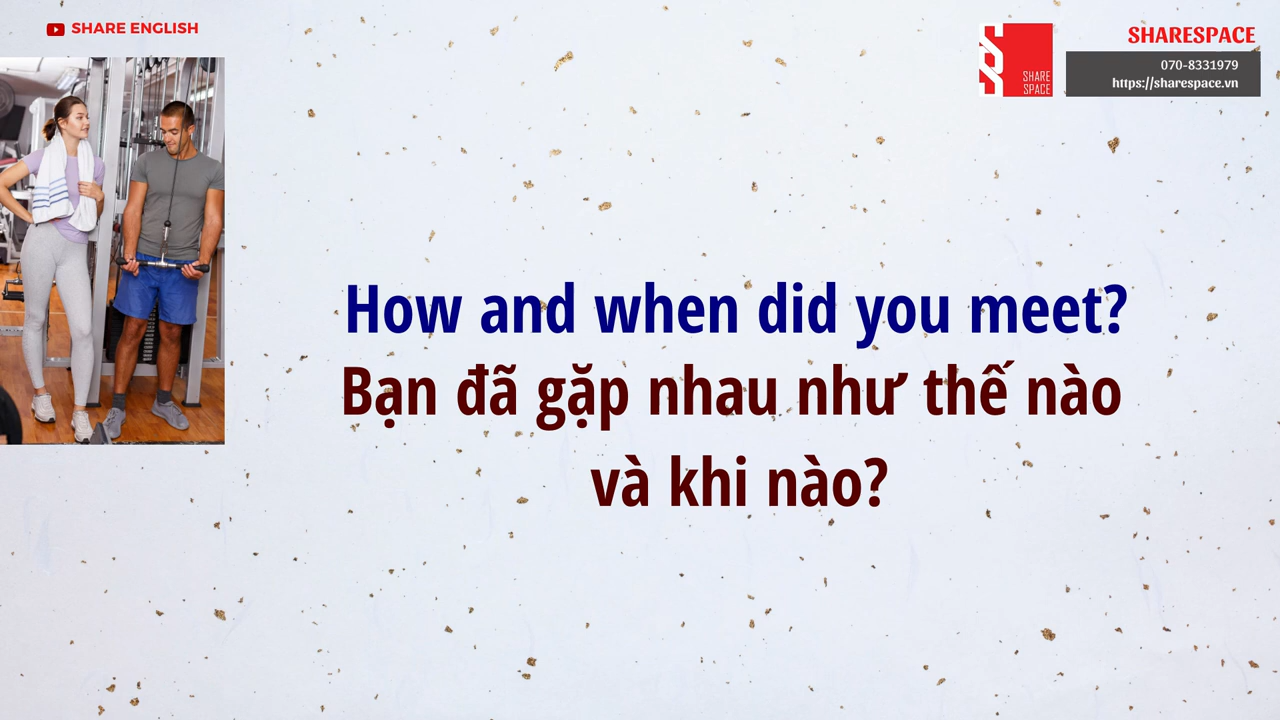 SHARE ENGLISH
SHARE
SPACE
SHARESPACE
070-8331979
https://sharespace.vn
How and when did you meet?
Bạn đã gặp nhau như thế nào
và khi nào?